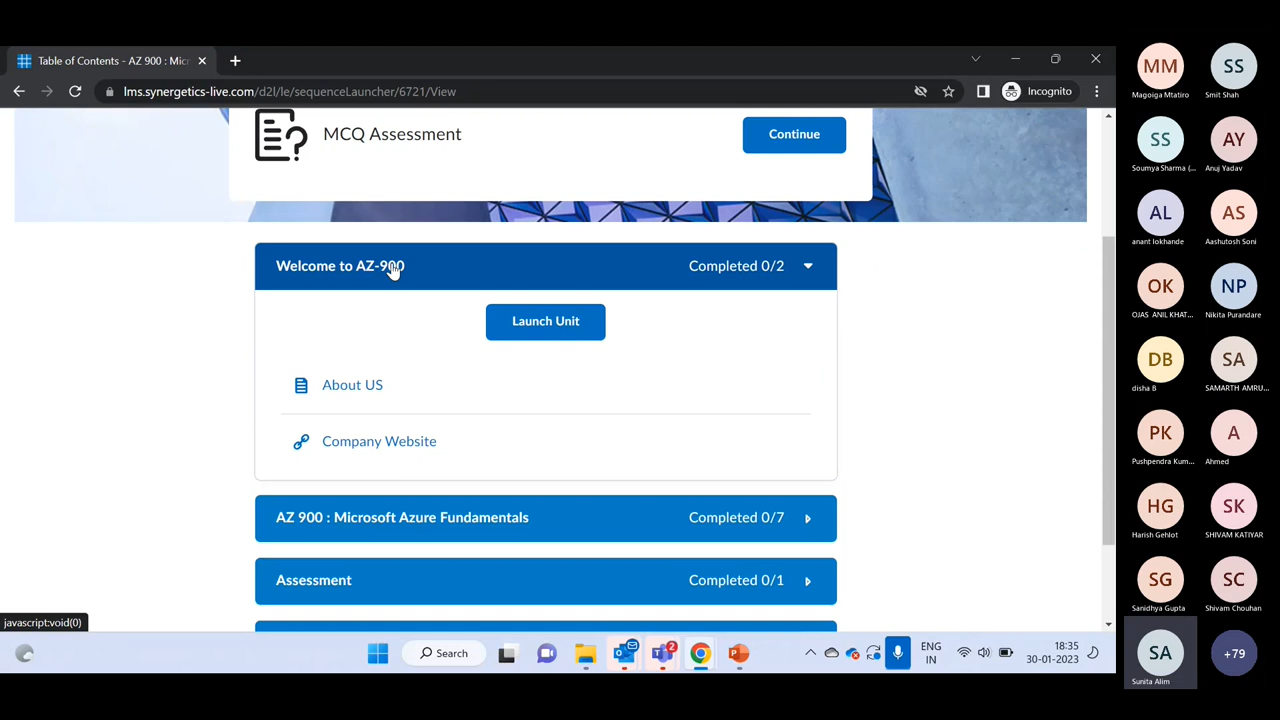 Table of Contents - AZ 900 : Micr
lms.synergetics-live.com/d2l/le/sequenceLauncher/6721/View
Incognito
MCQ Assessment
Continue
Welcome to AZ-900
Completed 0/2
Launch Unit
About US
Company Website
AZ 900 : Microsoft Azure Fundamentals
Completed 0/7
Assessment
Completed 0/1
javascript:void(0)
Search
2
ENG
IN
18:35
30-01-2023
MM
Magoiga Mtatiro
SS
Smit Shah
SS
Soumya Sharma (...
AY
Anuj Yadav
AL
anant lokhande
AS
Aashutosh Soni
OK
OJAS ANIL KHAT...
NP
Nikita Purandare
DB
disha B
SA
SAMARTH AMRU...
PK
Pushpendra Kum...
A
Ahmed
HG
Harish Gehlot
SK
SHIVAM KATIYAR
SG
Sanidhya Gupta
SC
Shivam Chouhan
SA
Sunita Alim
+79